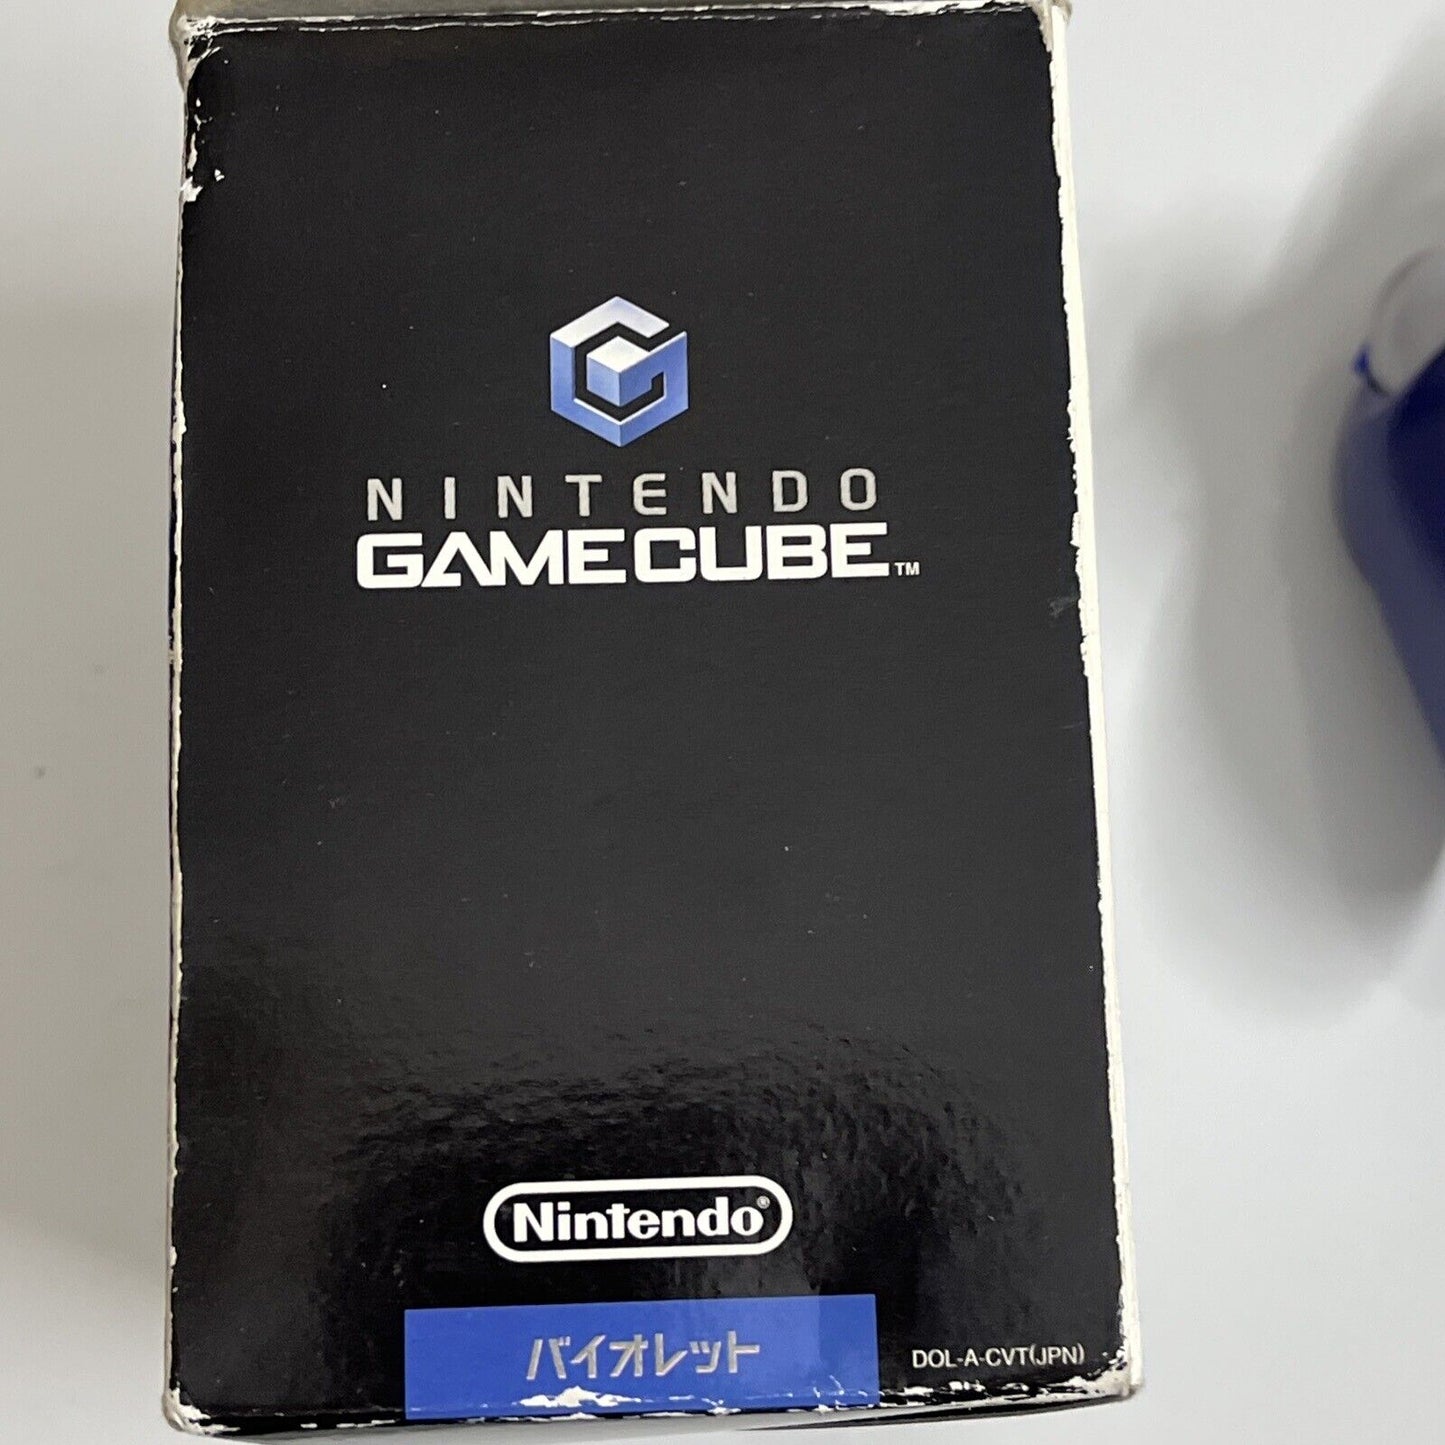 NINTENDO
GAMECUBE™
Nintendo®
バイオレット
DOL-A-CVT(JPN)